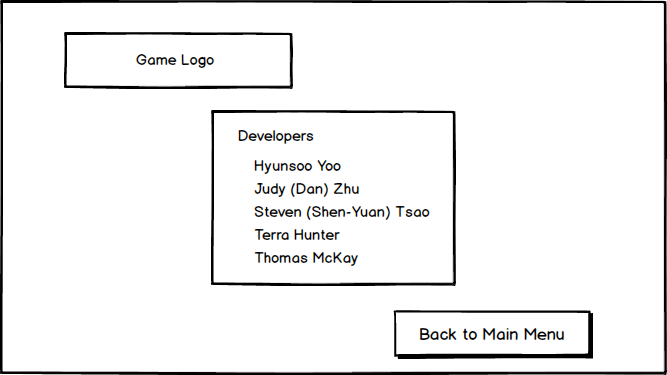 Game Logo
Developers
Hyunsoo Yoo
Judy (Dan) Zhu
Steven (Shen-Yuan) Tsao
Terra Hunter
Thomas McKay
Back to Main Menu